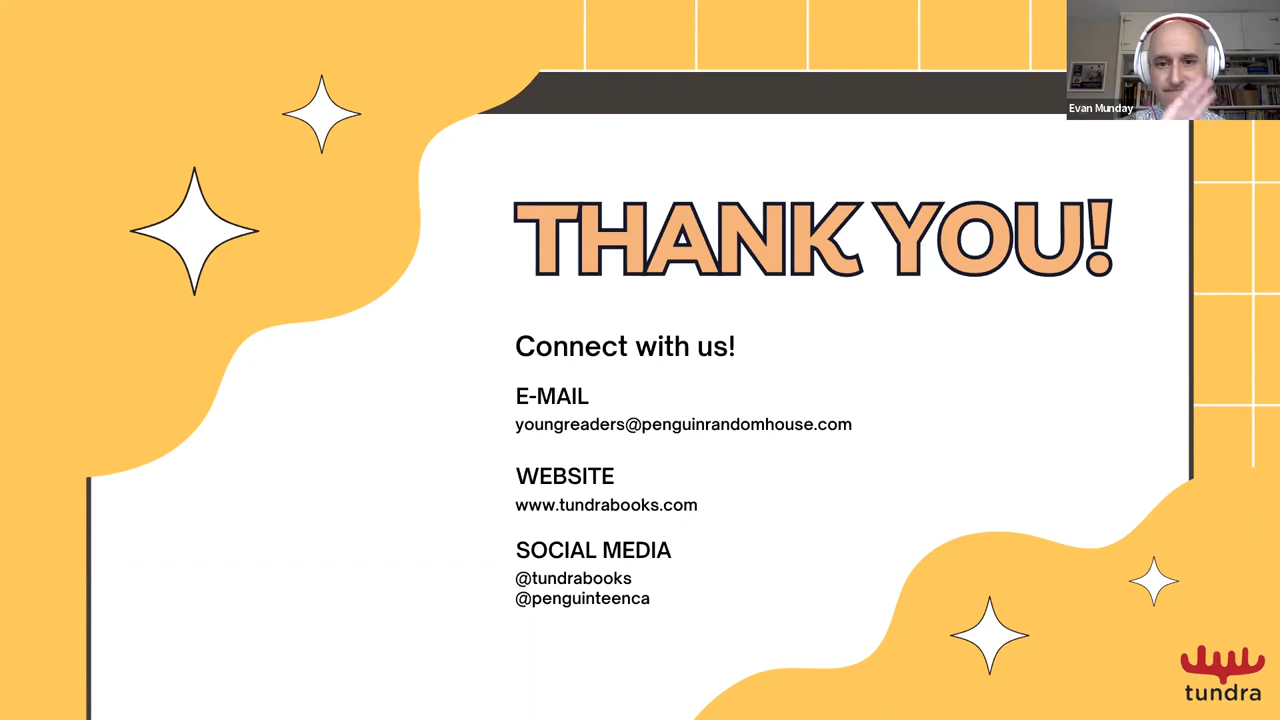 Evan Munday
THANK YOU!
Connect with us!
E-MAIL
youngreaders@penguinrandomhouse.com
WEBSITE
www.tundrabooks.com
SOCIAL MEDIA
@tundrabooks
@penguinteenca
tundra